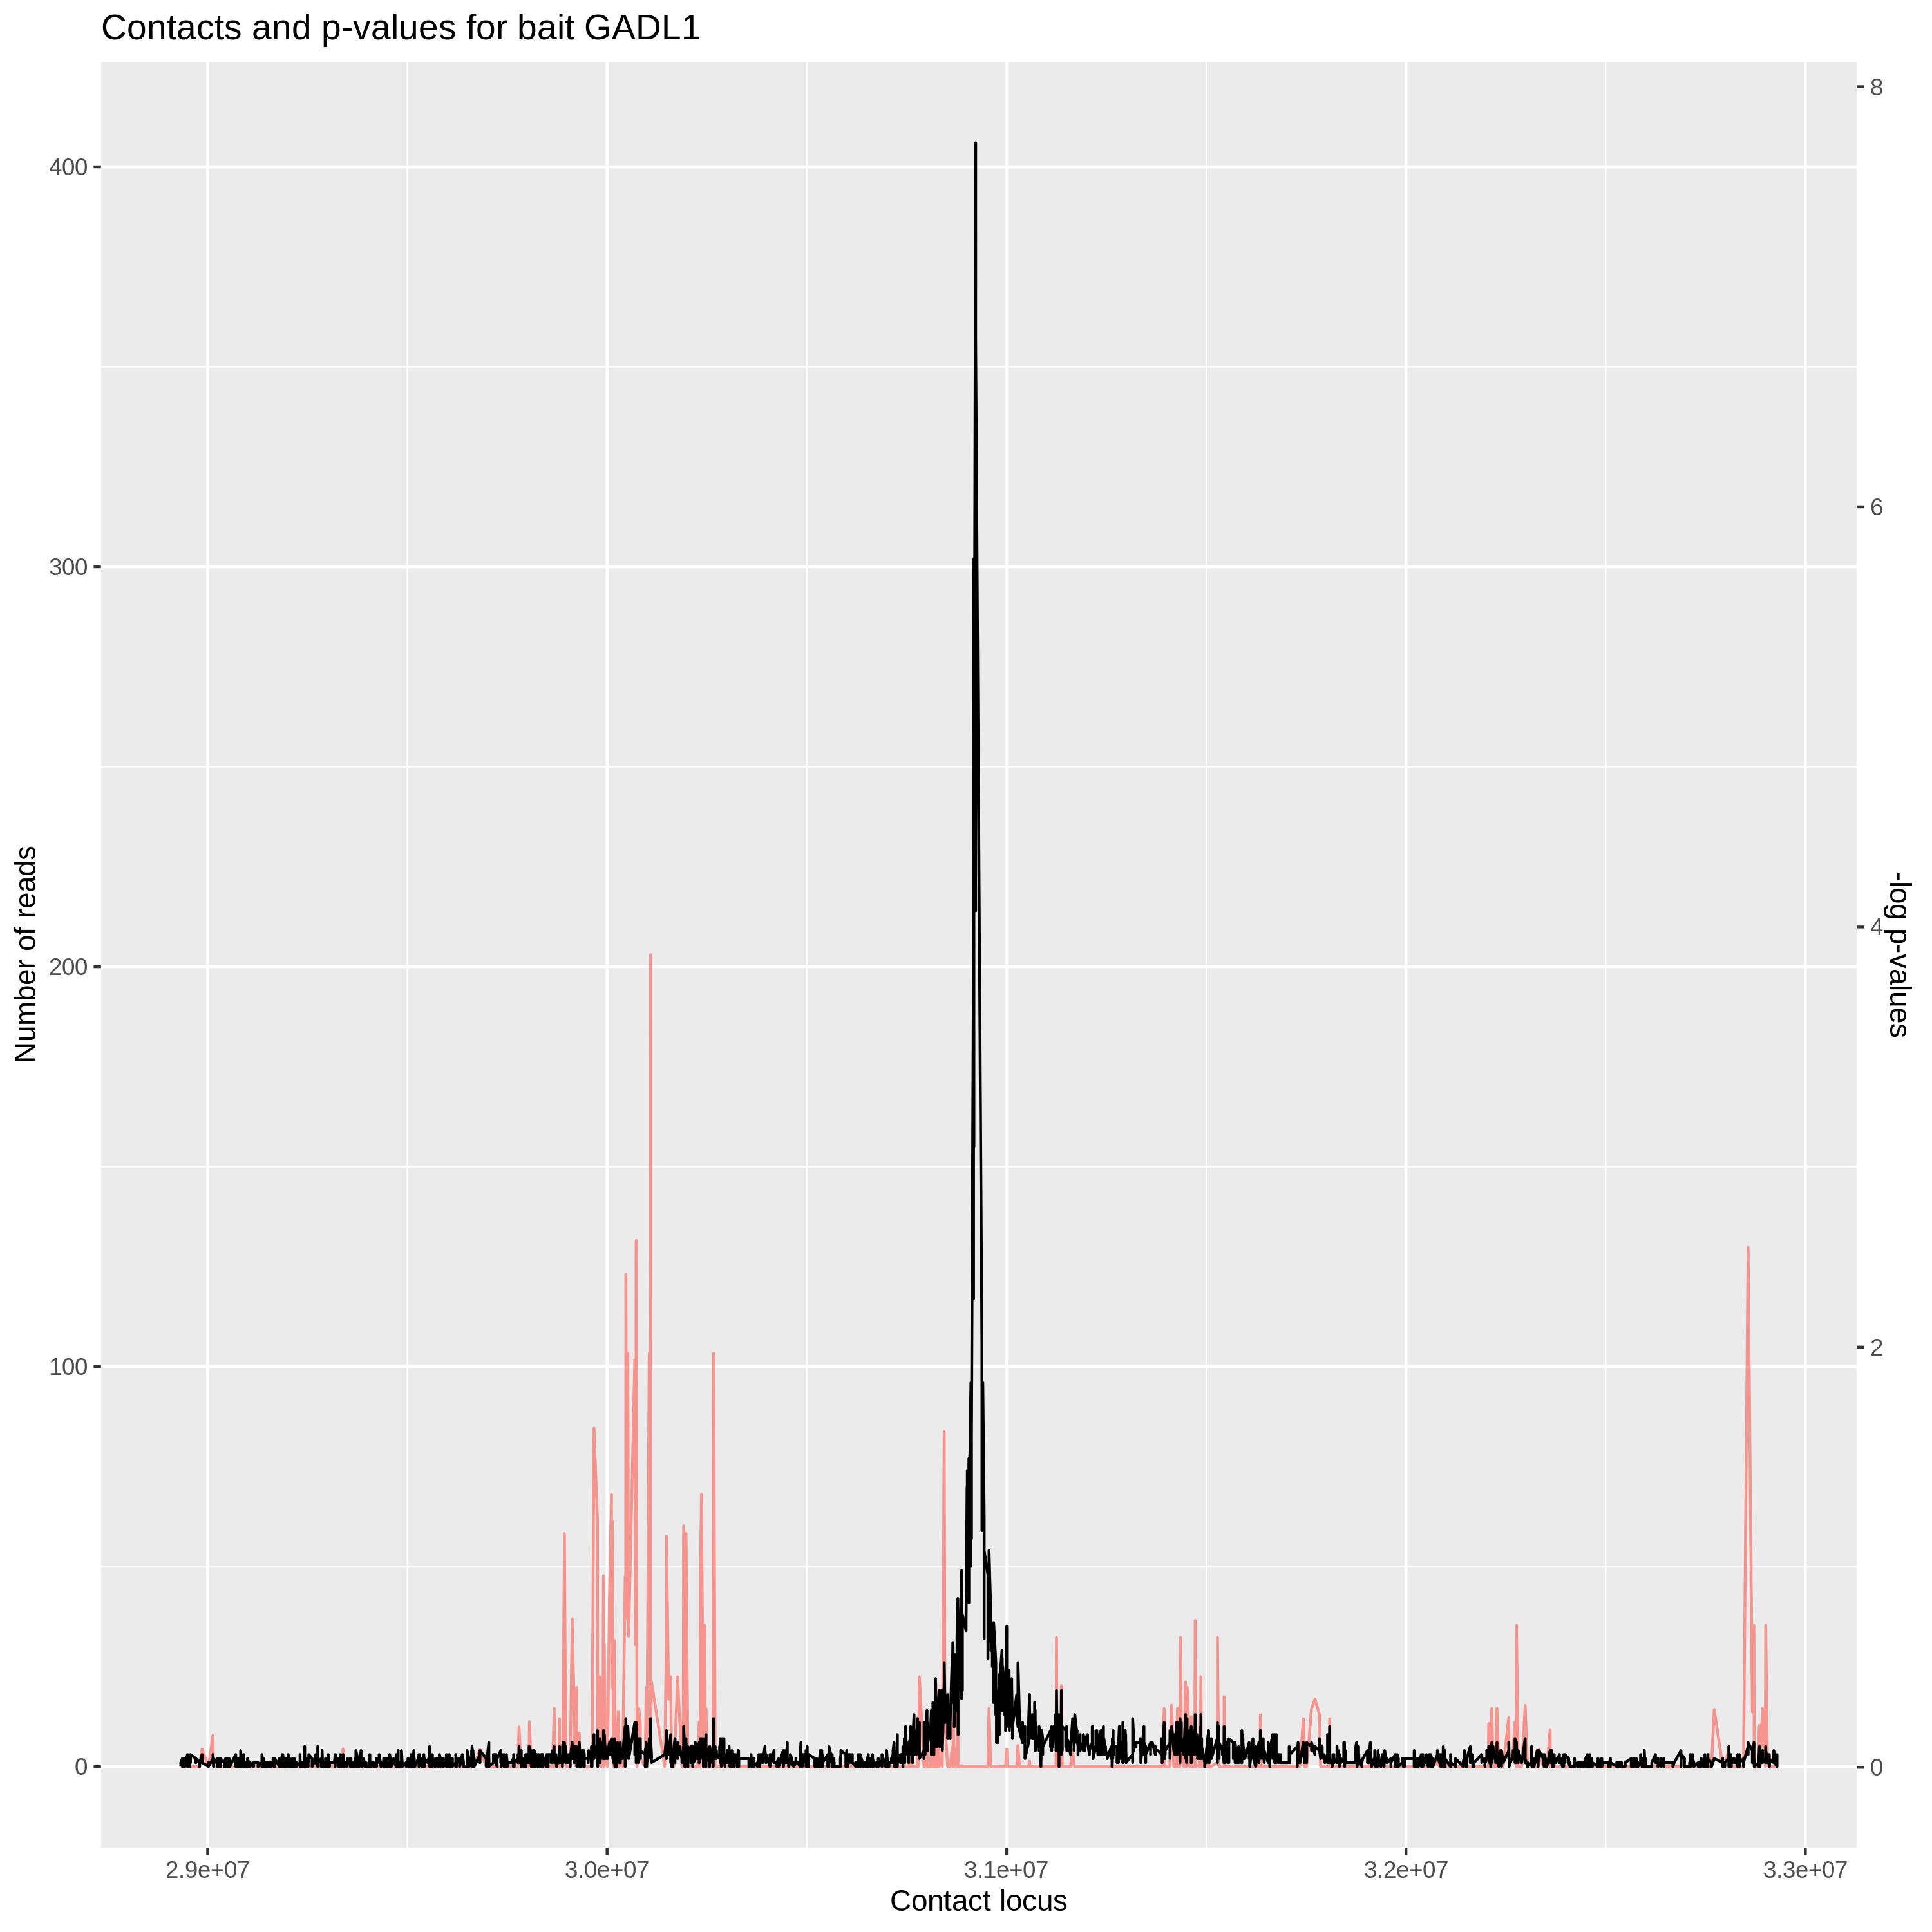 Contacts and p-values for bait GADL1
8
400
6
300
Number of reads
-log p-values
4
200
2
100
0
0
2.9e+07
3.0e+07
3.1e+07
3.2e+07
3.3e+07
Contact locus